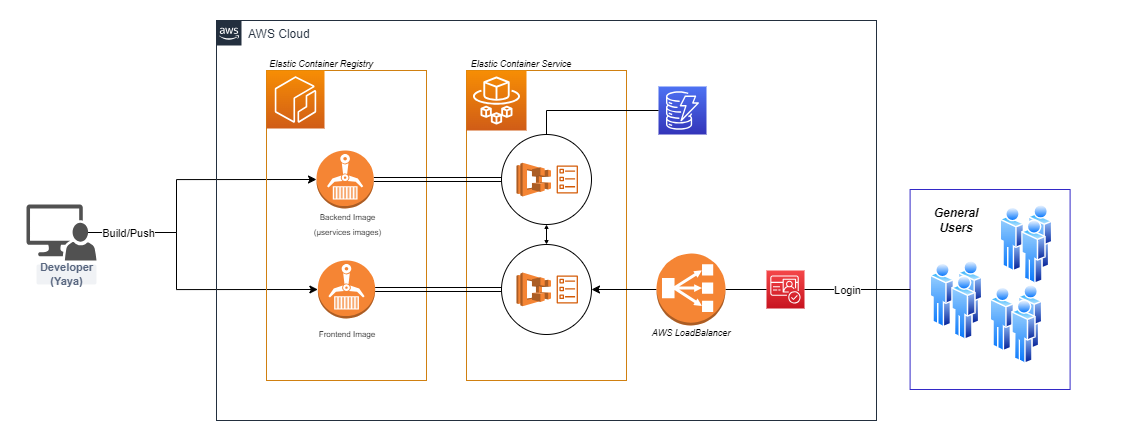 aws
AWS Cloud
Elastic Container Registry
Elastic Container Service
Backend Image
(µservices images)
Build/Push
Developer
(Yaya)
Frontend Image
AWS LoadBalancer
Login
General
Users